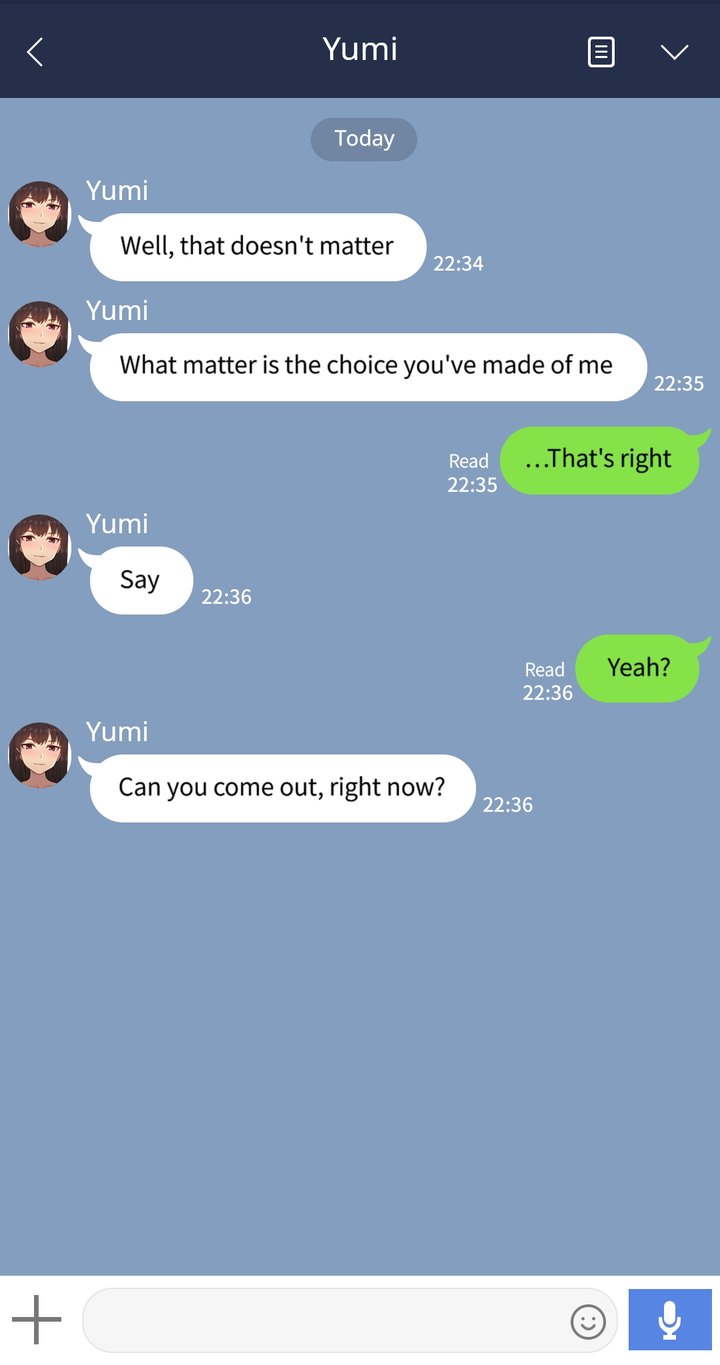 Yumi
Today
Yumi
Well, that doesn't matter
22:34
Yumi
What matter is the choice you've made of me
22:35
Read
22:35
...That's right
Yumi
Say
22:36
Read
22:36
Yeah?
Yumi
Can you come out, right now?
22:36